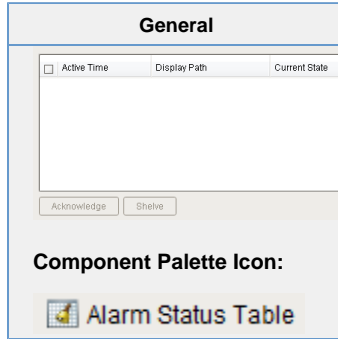 General
Active Time Display Path Current State
Acknowledge Shelve
Component Palette Icon:
Alarm Status Table